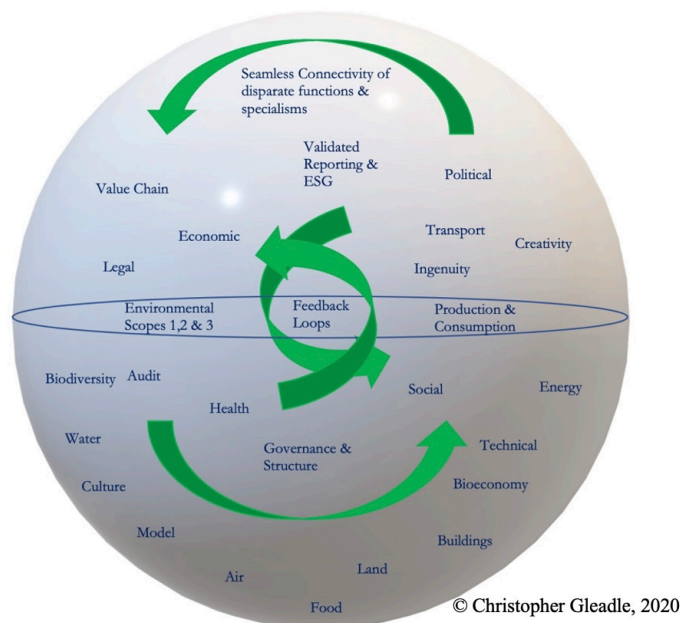 Seamless Connectivity of
disparate functions &
specialisms
Validated
Reporting &
ESG
Political
Value Chain
Economic
Transport
Creativity
Legal
Ingenuity
Environmental
Scopes 1,2 & 3
Feedback
Loops
Production &
Consumption
Biodiversity
Audit
Social
Energy
Health
Water
Governance &
Structure
Technical
Culture
Bioeconomy
Model
Buildings
Air
Land
Food
© Christopher Gleadle, 2020